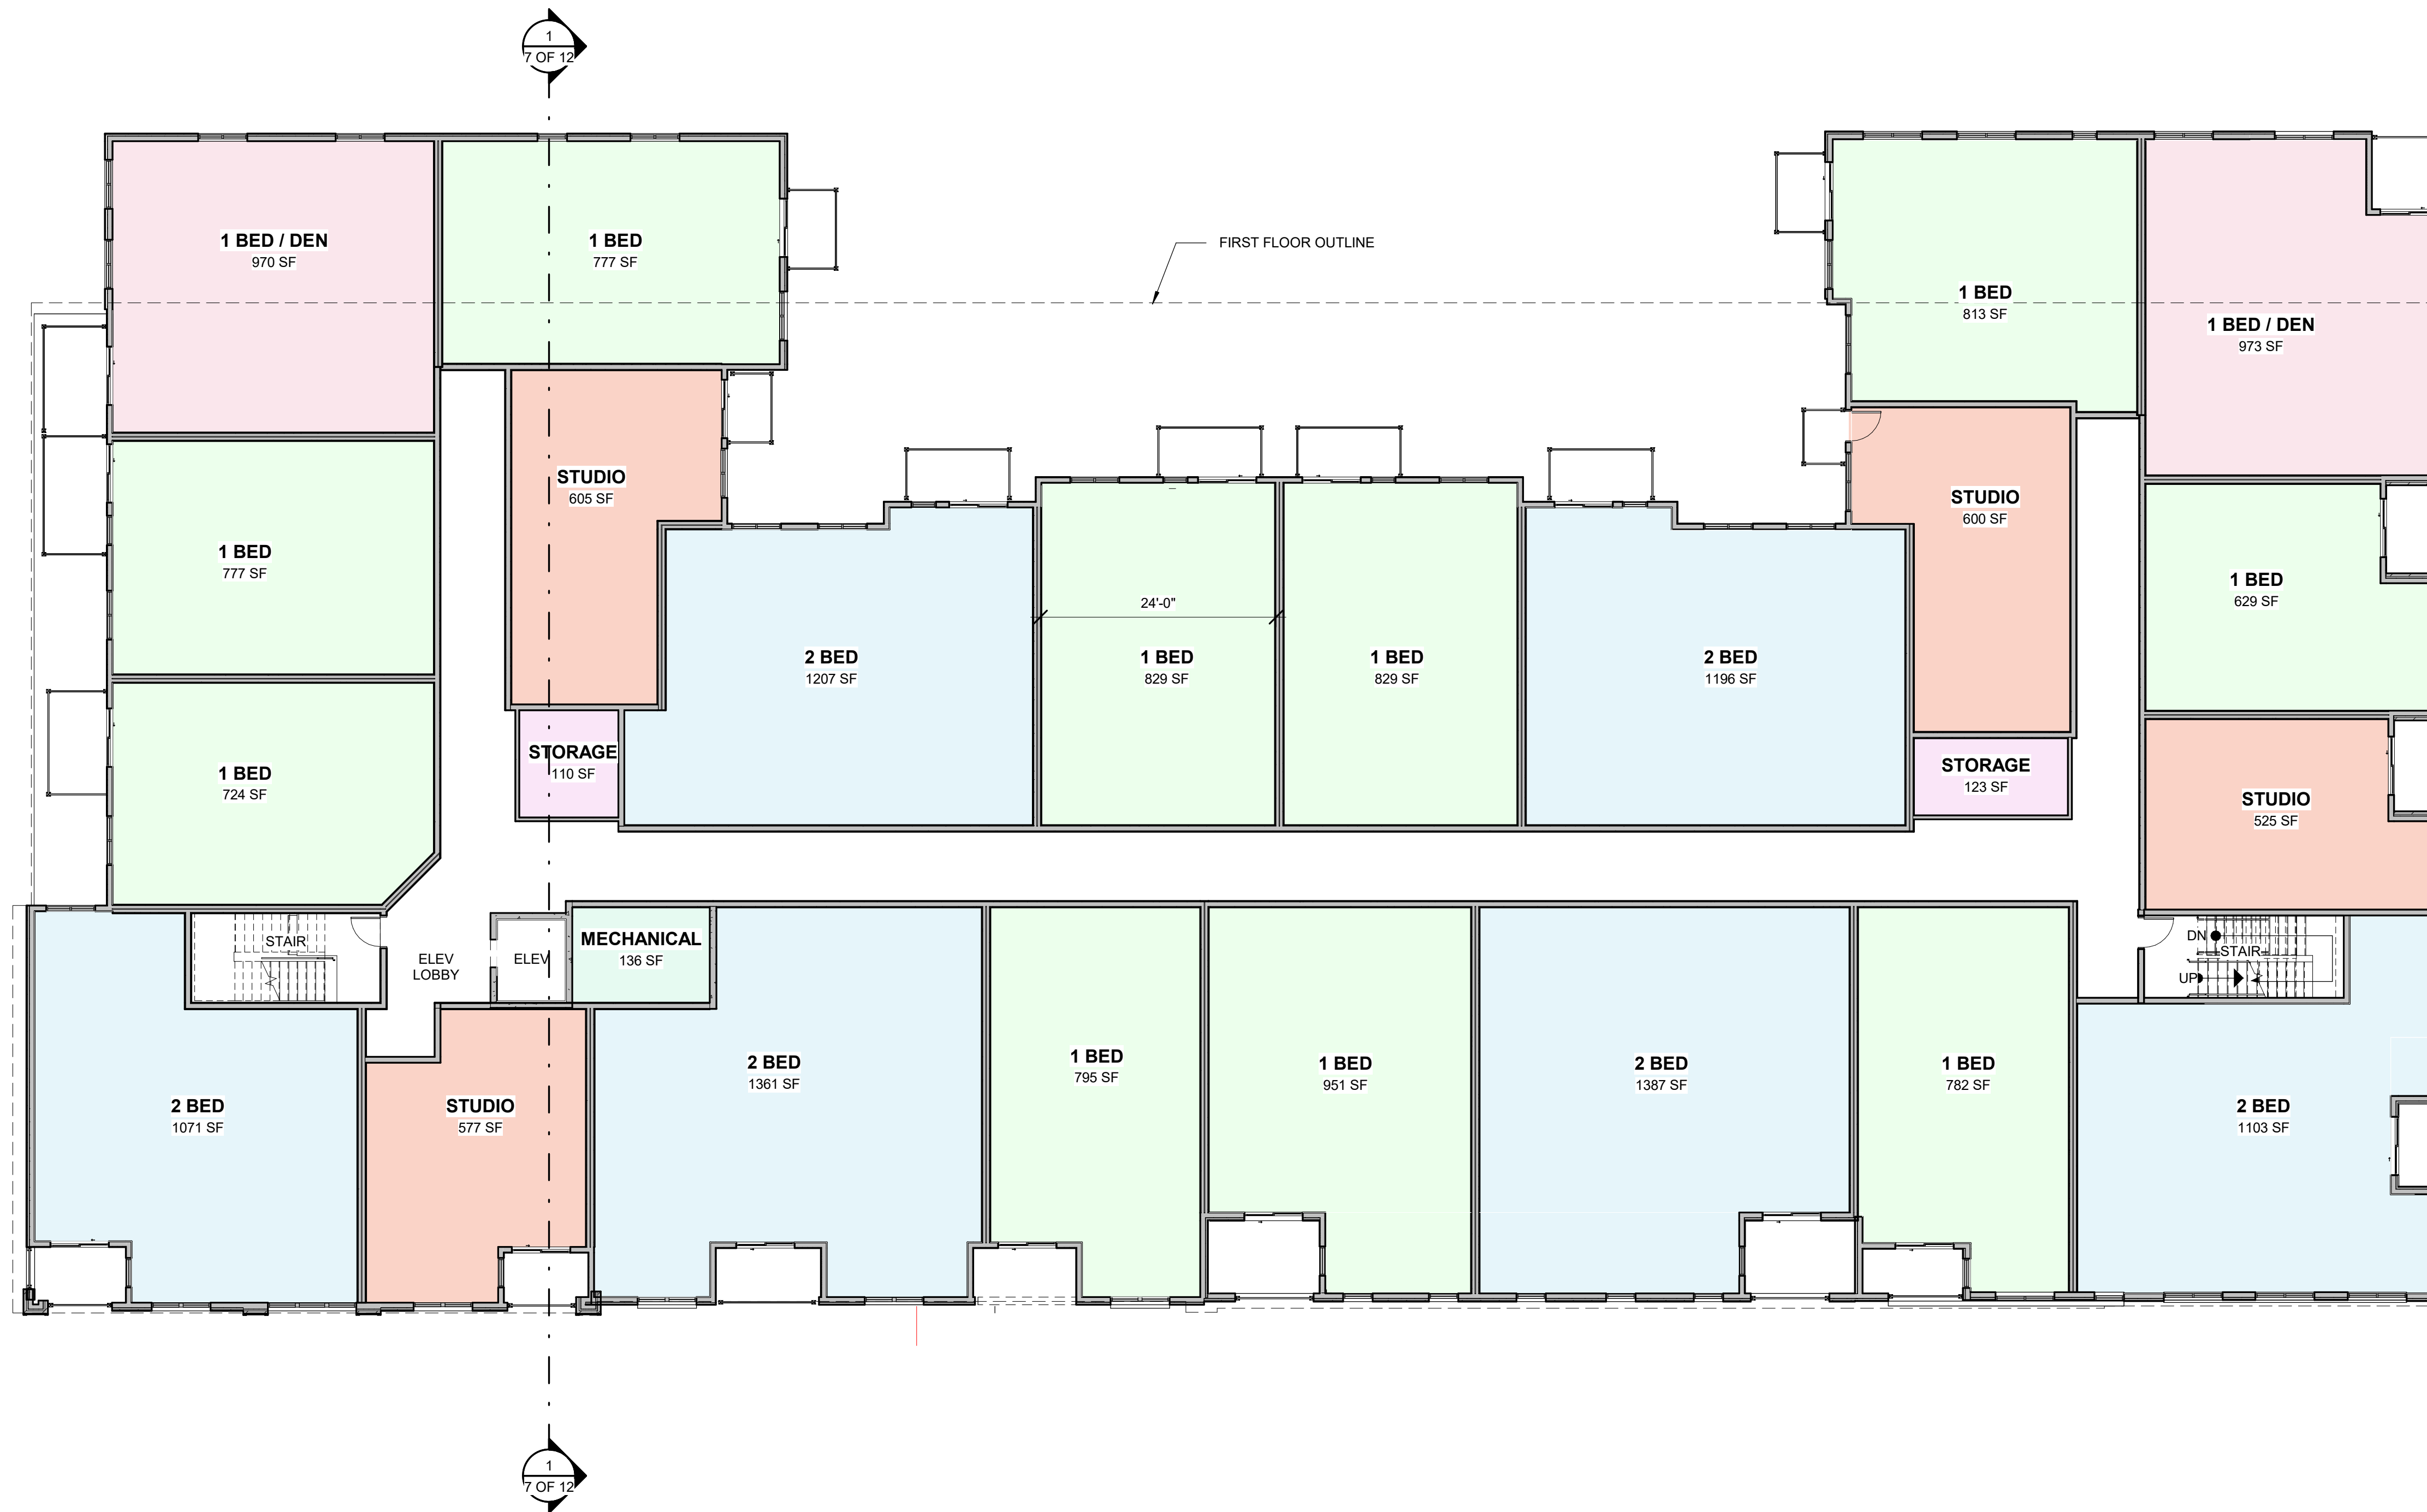 1
7 OF 12
1 BED / DEN
970 SF
1 BED
777 SF
FIRST FLOOR OUTLINE
1 BED
813 SF
1 BED / DEN
973 SF
STUDIO
605 SF
STUDIO
600 SF
1 BED
777 SF
1 BED
629 SF
24'-0"
2 BED
1207 SF
1 BED
829 SF
1 BED
829 SF
2 BED
1196 SF
STORAGE
110 SF
STORAGE
123 SF
1 BED
724 SF
STUDIO
525 SF
STAIR
ELEV
LOBBY
ELEV
MECHANICAL
136 SF
DN
STAIR
UP
2 BED
1071 SF
STUDIO
577 SF
2 BED
1361 SF
1 BED
795 SF
1 BED
951 SF
2 BED
1387 SF
1 BED
782 SF
2 BED
1103 SF
1
7 OF 12